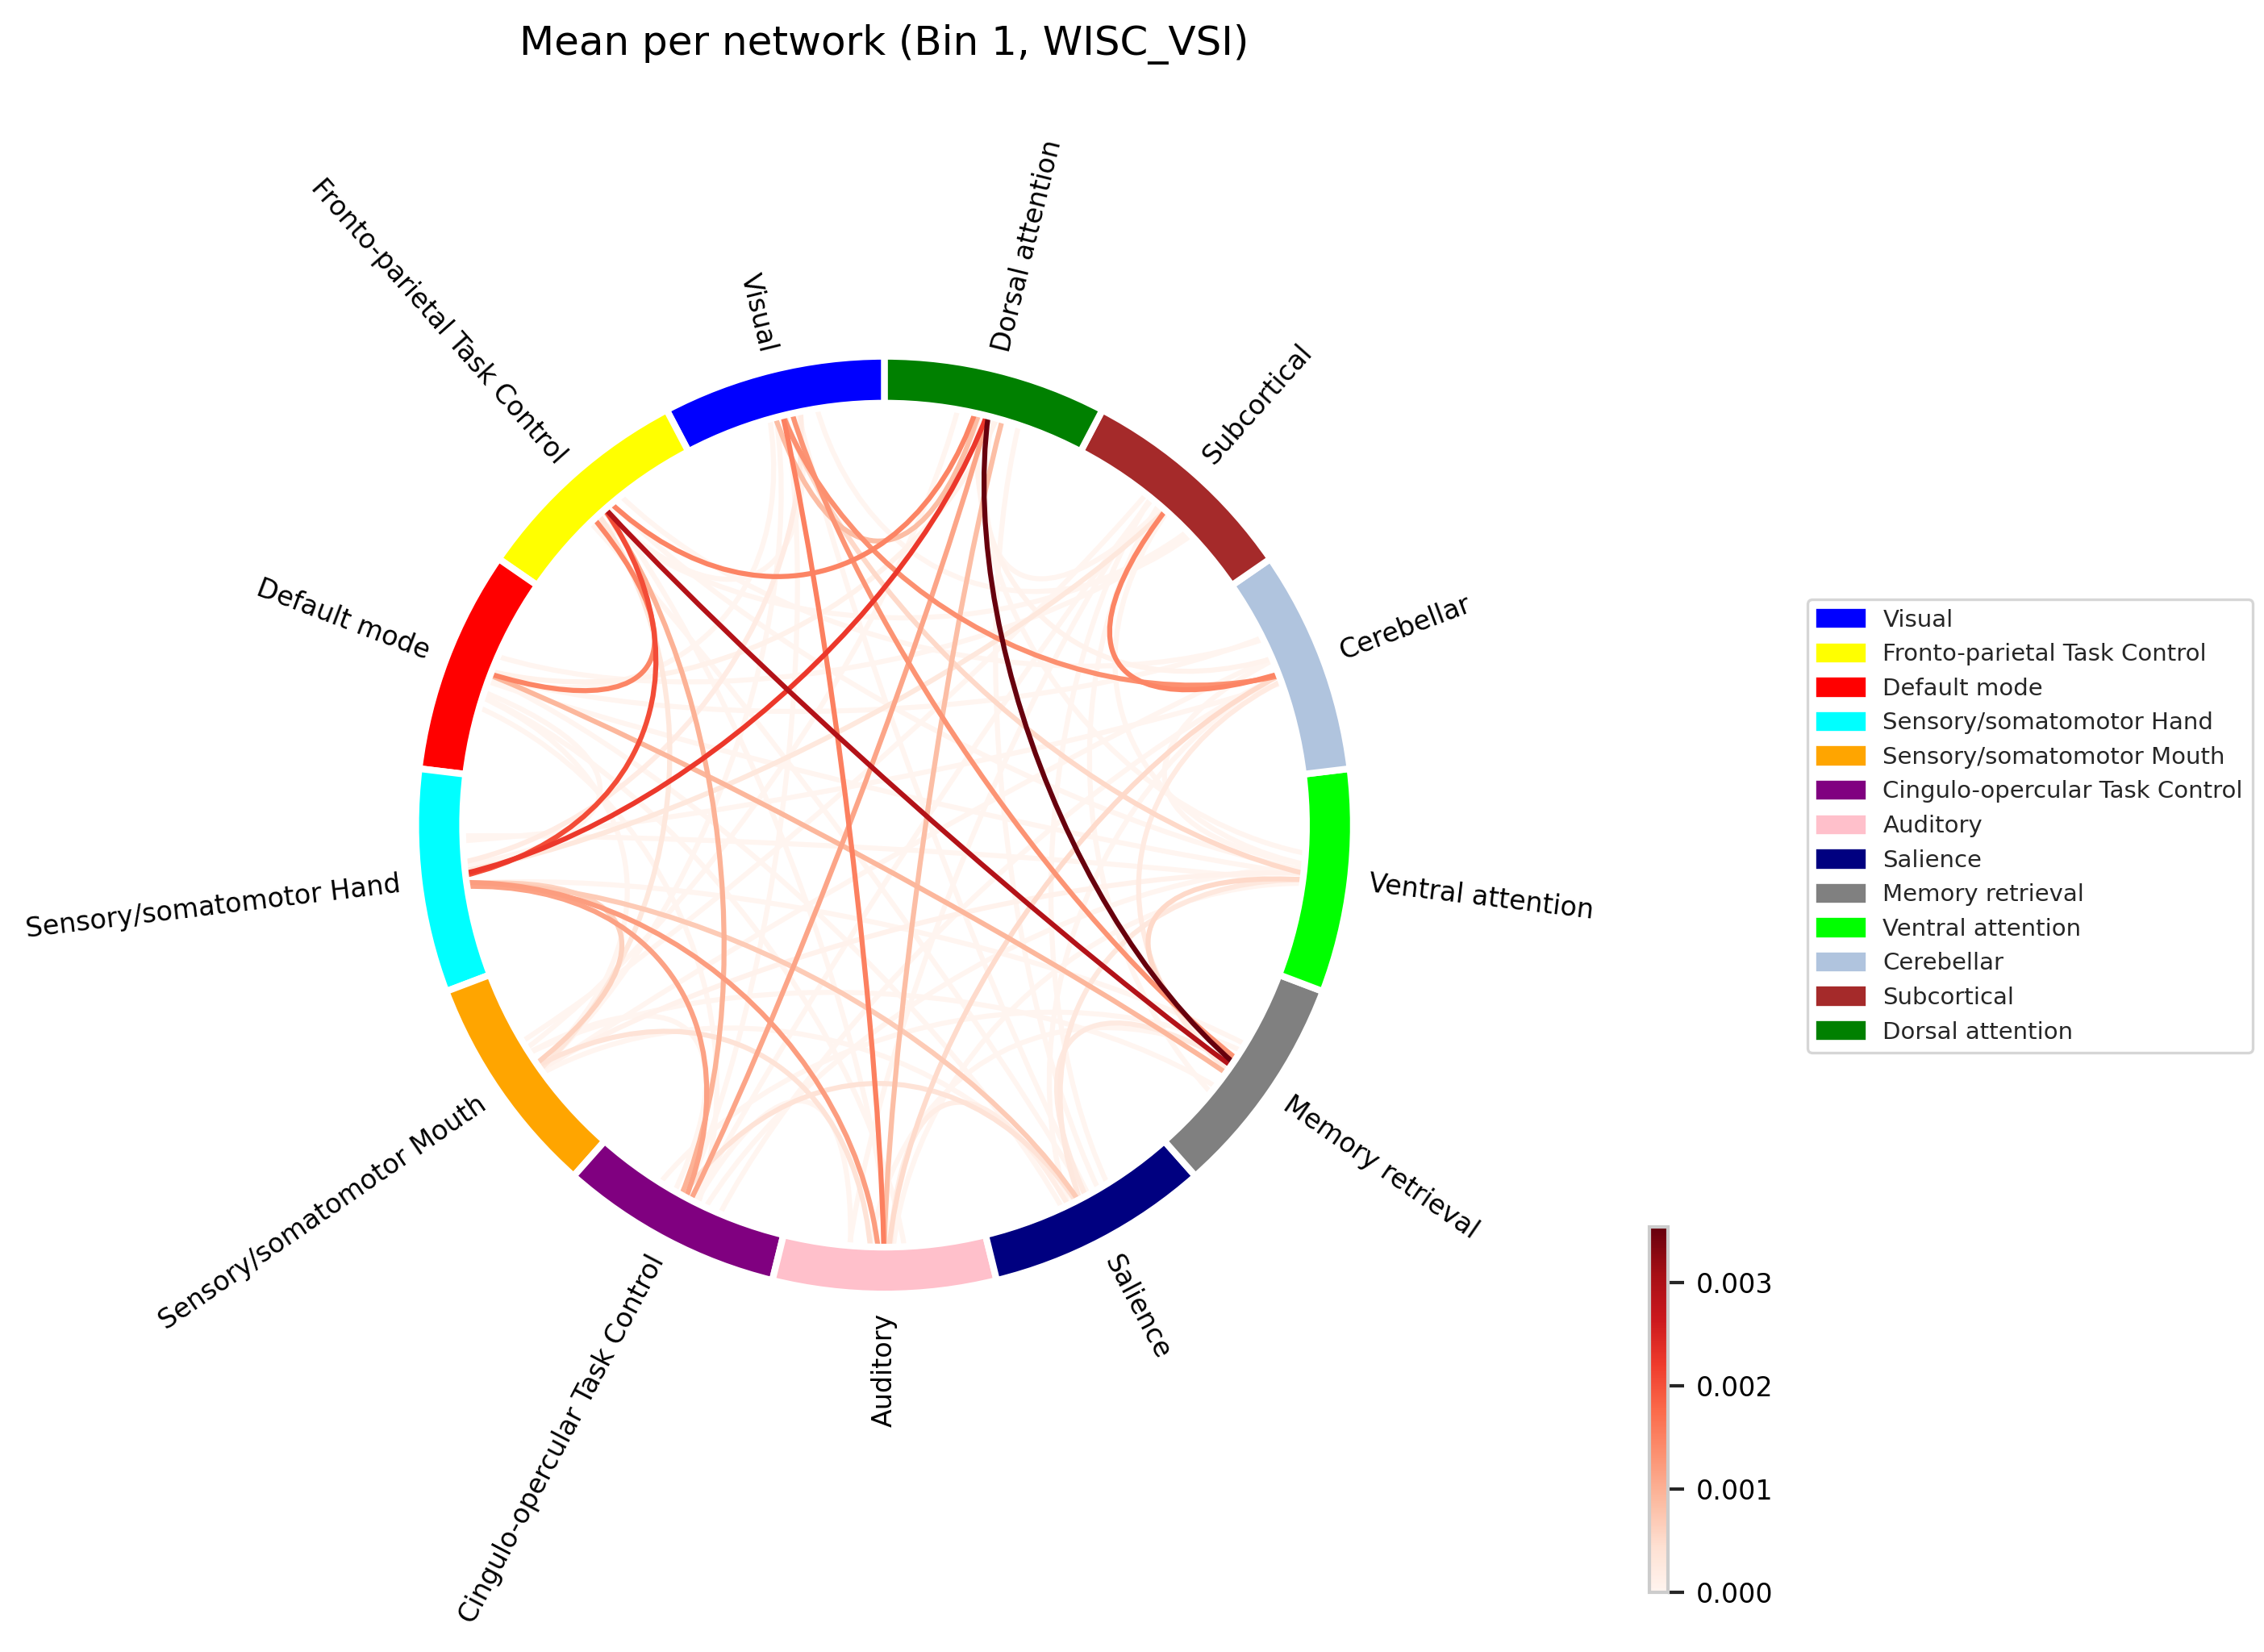 Mean per network (Bin 1, WISC_VSI)
Dorsal attention
Fronto-parietal Task Control
Visual
Subcortical
Default mode
Cerebellar
Sensory/somatomotor Hand
Ventral attention
Sensory/somatomotor Mouth
Memory retrieval
Cingulo-opercular Task Control
Auditory
Salience
Visual
Fronto-parietal Task Control
Default mode
Sensory/somatomotor Hand
Sensory/somatomotor Mouth
Cingulo-opercular Task Control
Auditory
Salience
Memory retrieval
Ventral attention
Cerebellar
Subcortical
Dorsal attention
0.003
0.002
0.001
0.000